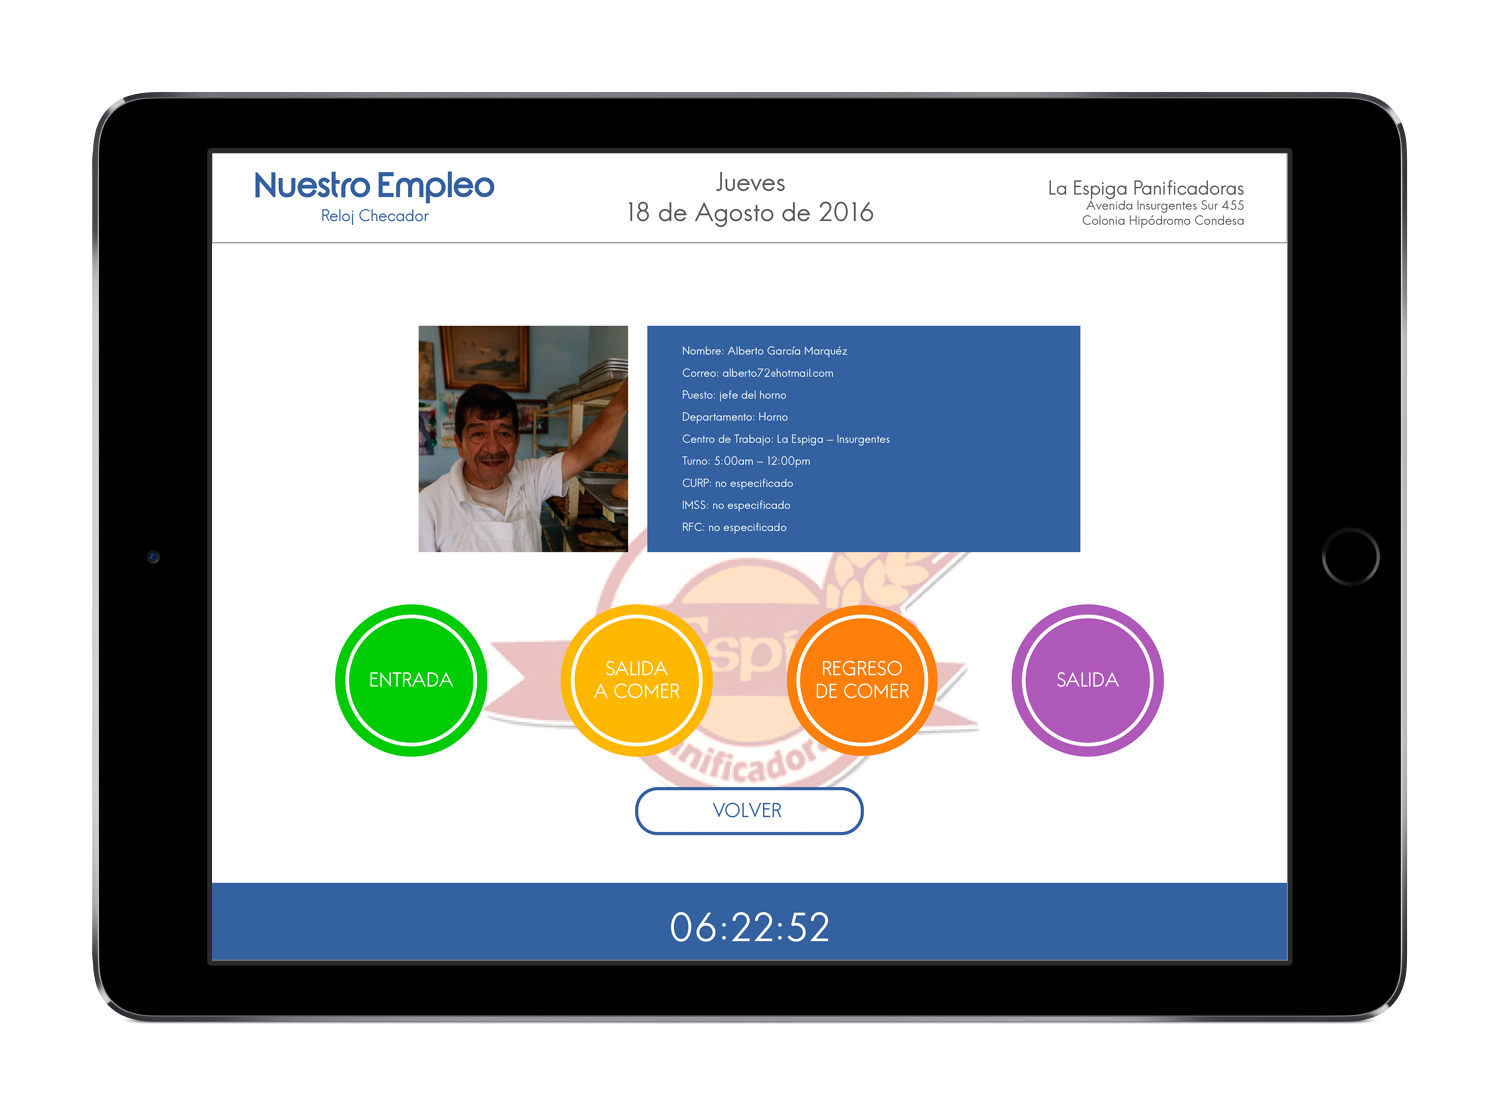 Nuestro Empleo
Reloj Checador
Jueves
18 de Agosto de 2016
La Espiga Panificadoras
Avenida Insurgentes Sur 455
Colonia Hipódromo Condesa
Nombre: Alberto García Marquéz
Correo: alberto72@hotmail.com
Puesto: jefe del horno
Departamento: Horno
Centro de Trabajo: La Espiga – Insurgentes
Turno: 5:00am – 12:00pm
CURP: no especificado
IMSS: no especificado
RFC: no especificado
ENTRADA
SALIDA
A COMER
REGRESO
DE COMER
SALIDA
VOLVER
06:22:52